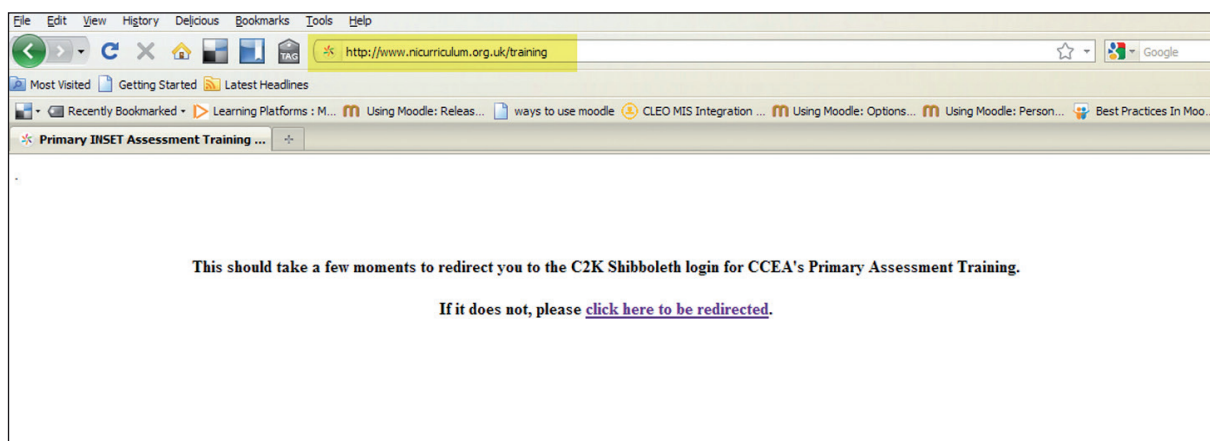 File Edit View History Delicious Bookmarks Tools Help
TAG http://www.nicurriculum.org.uk/training Google
Most Visited Getting Started Latest Headlines
Recently Bookmarked Learning Platforms : M... Using Moodle: Releas... ways to use moodle CLEO MIS Integration ... Using Moodle: Options... Using Moodle: Person... Best Practices In Moo...
Primary INSET Assessment Training ...
This should take a few moments to redirect you to the C2K Shibboleth login for CCEA's Primary Assessment Training.
If it does not, please click here to be redirected.